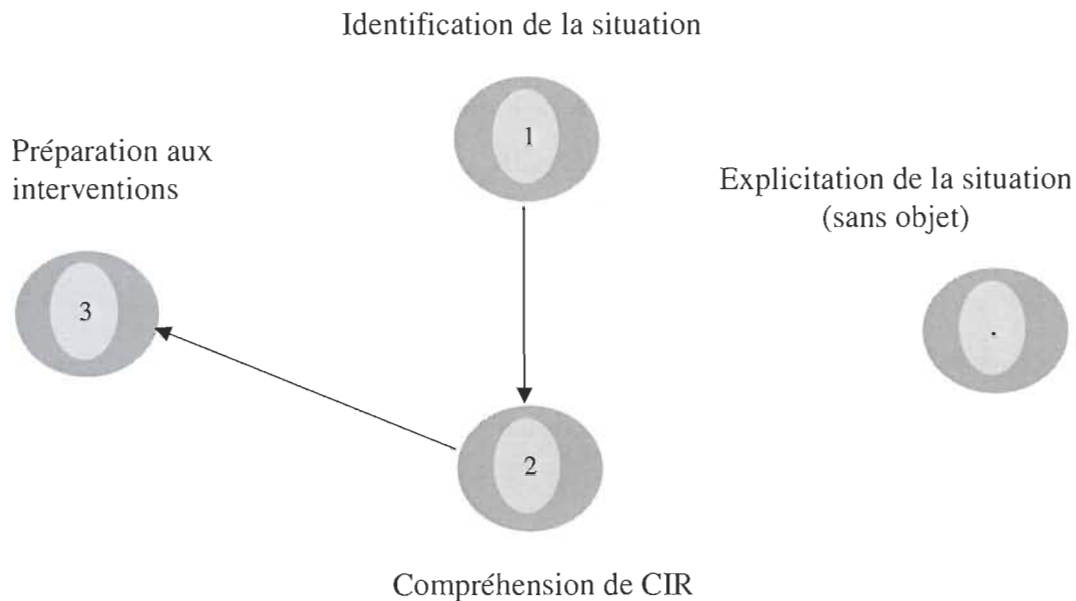 Identification de la situation
1
Préparation aux
interventions
Explicitation de la situation
(sans objet)
3
.
2
Compréhension de CIR